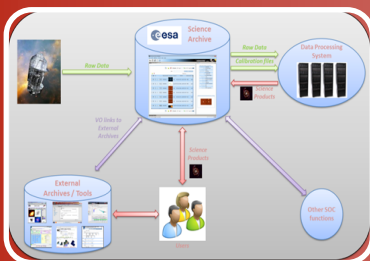 esa
Science
Archive
Raw Data
Raw Data
Calibration files
Data Processing
System
Science
Products
VO links to
External
Archives
Science
Products
External
Archives / Tools
Users
Other SOC
functions